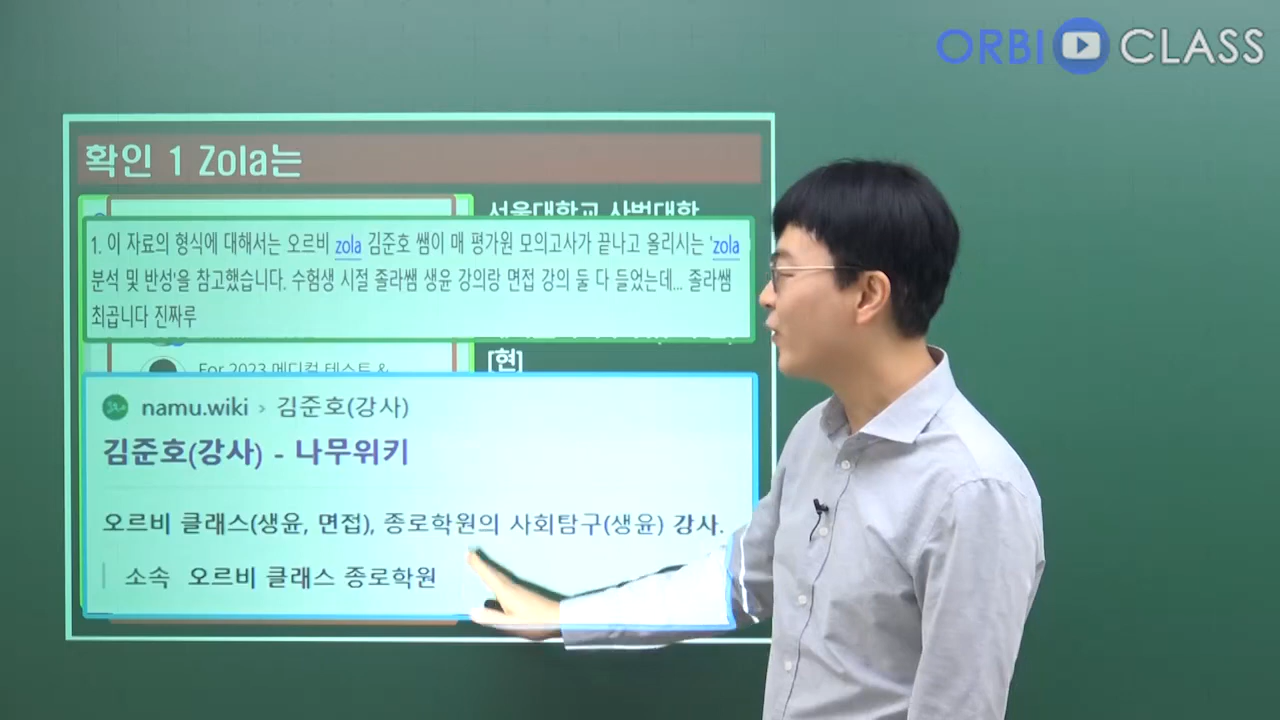 ORBI CLASS
확인 1 Zola는
서울대학교 사범대학
1. 이 자료의 형식에 대해서는 오르비 zola 김준호 쌤이 매 평가원 모의고사가 끝나고 올리시는 'zola
분석 및 반성'을 참고했습니다. 수험생 시절 졸라쌤 생윤 강의랑 면접 강의 둘 다 들었는데... 졸라쌤
최곱니다 진짜루
[현]
For 2023 메디컬 테스트 &
namu.wiki › 김준호(강사)
김준호(강사) - 나무위키
오르비 클래스(생윤, 면접), 종로학원의 사회탐구(생윤) 강사.
소속 오르비 클래스 종로학원